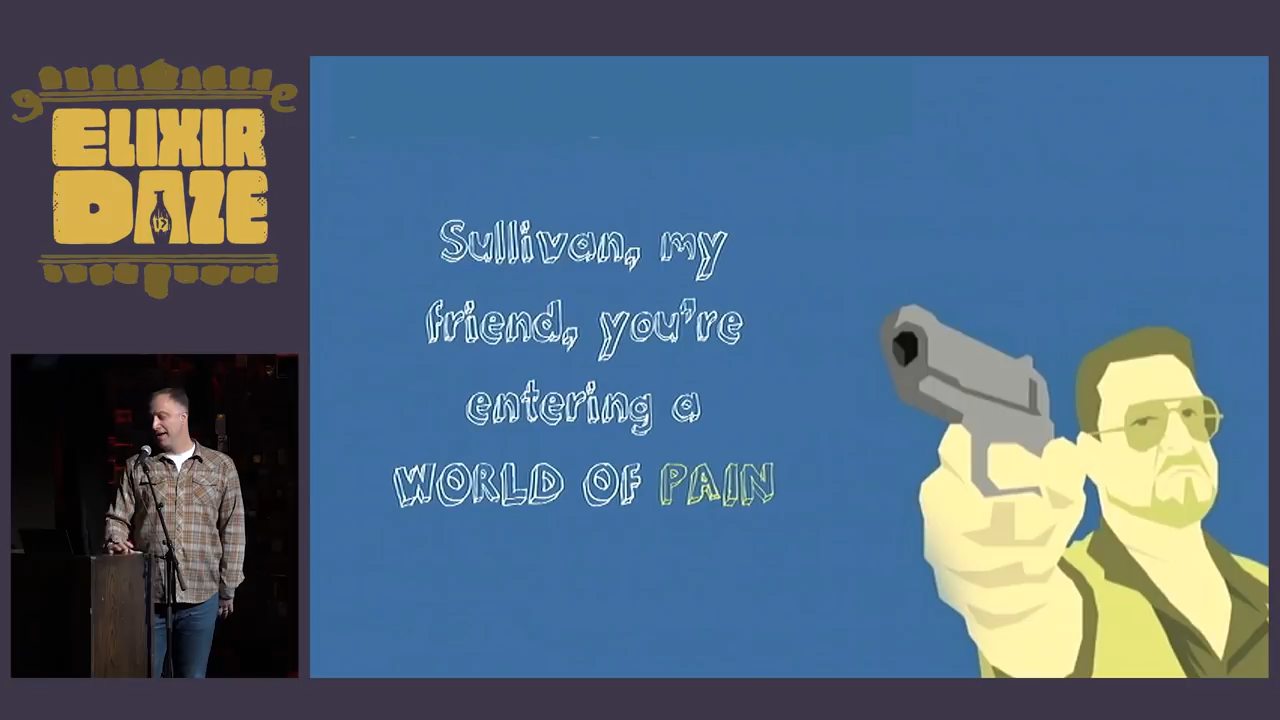 ELIXIR
DAZE
Sullivan, my
friend, you're
entering a
WORLD OF PAIN